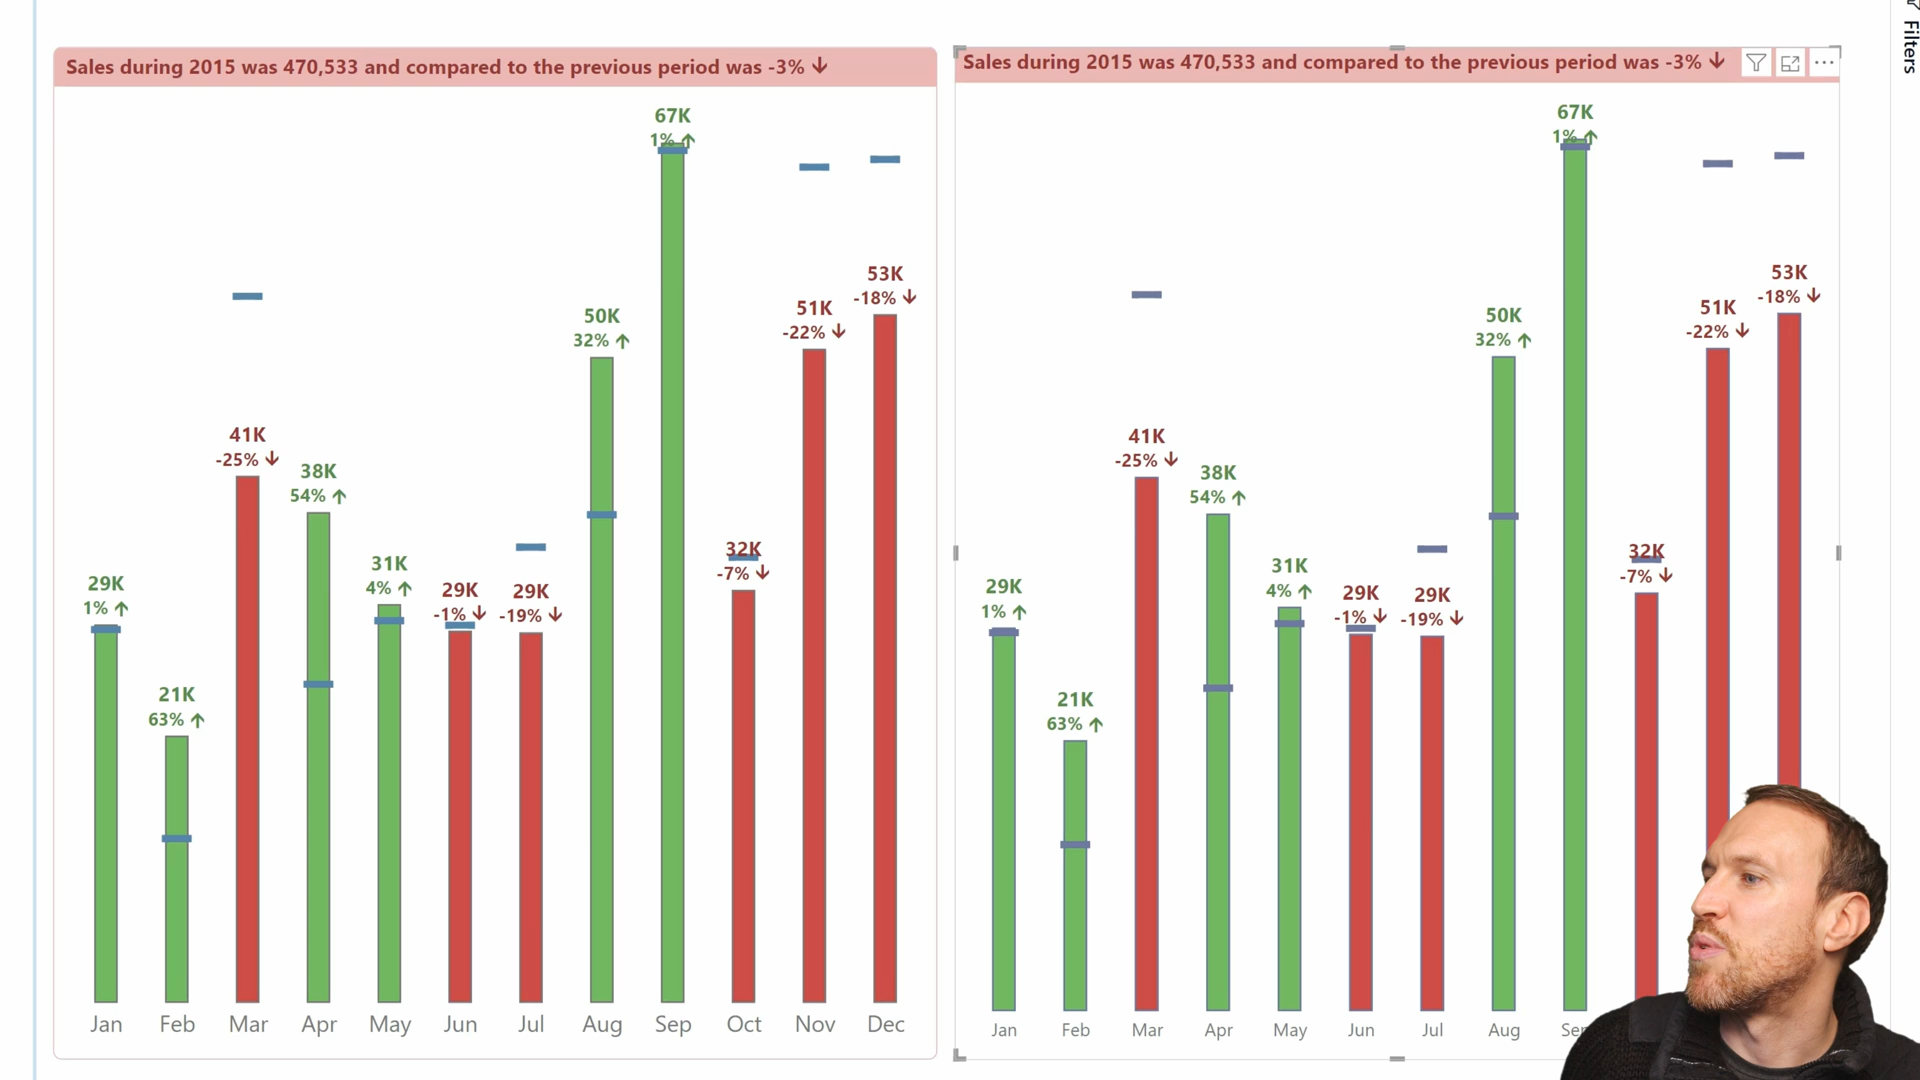 Filters
Sales during 2015 was 470,533 and compared to the previous period was -3% ↓
67K
1% ↑
53K
-18% ↓
51K
-22% ↓
50K
32% ↑
41K
-25% ↓
38K
54% ↑
32K
-7% ↓
31K
4% ↑
29K
1% ↑
29K
-1% ↓
29K
-19% ↓
21K
63% ↑
Jan Feb Mar Apr May Jun Jul Aug Sep Oct Nov Dec
Sales during 2015 was 470,533 and compared to the previous period was -3% ↓
67K
1% ↑
53K
-18% ↓
51K
-22% ↓
50K
32% ↑
41K
-25% ↓
38K
54% ↑
32K
-7% ↓
31K
4% ↑
29K
1% ↑
29K
-1% ↓
29K
-19% ↓
21K
63% ↑
Jan Feb Mar Apr May Jun Jul Aug Sep